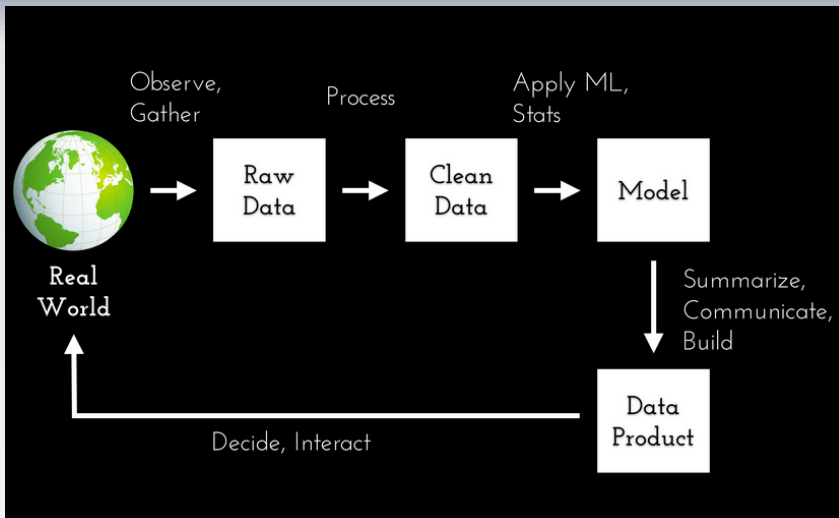 Observe,
Gather
Process
Apply ML,
Stats
Raw
Data
Clean
Data
Model
Real
World
Summarize,
Communicate,
Build
Data
Product
Decide, Interact